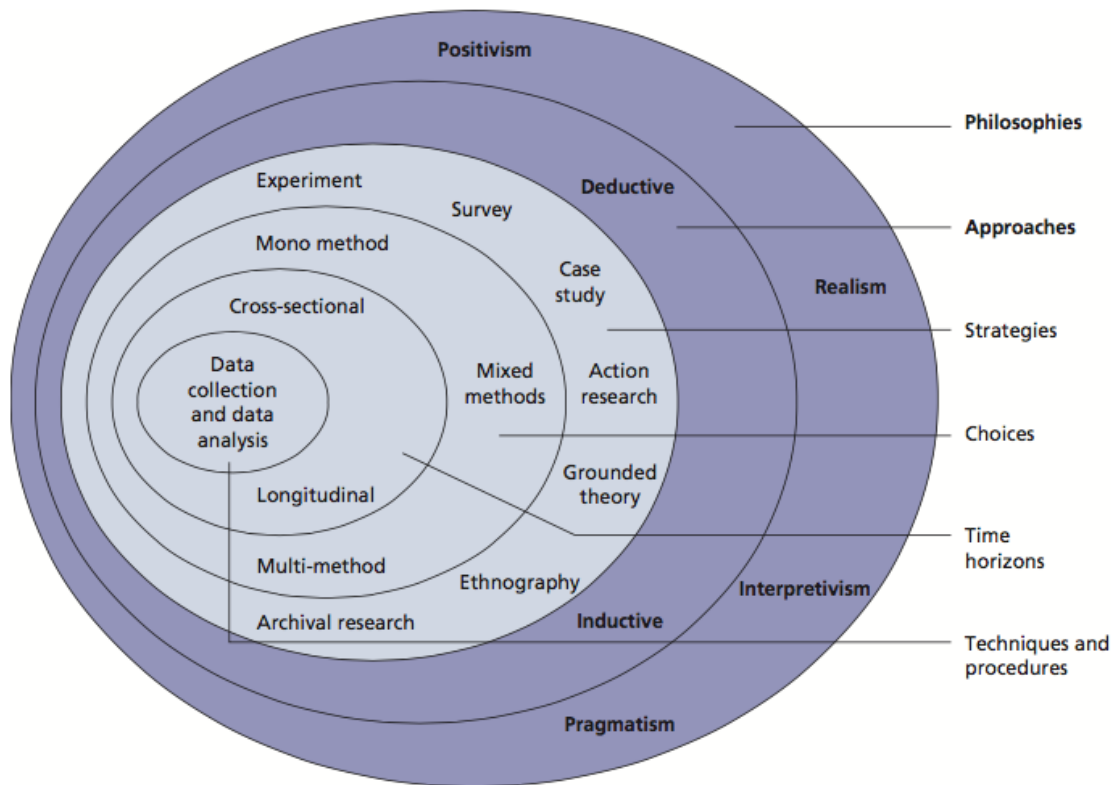 Positivism
Philosophies
Experiment
Deductive
Survey
Approaches
Mono method
Case
study
Realism
Cross-sectional
Strategies
Data
collection
and data
analysis
Mixed
methods
Action
research
Choices
Grounded
theory
Longitudinal
Time
horizons
Multi-method
Ethnography
Interpretivism
Archival research
Inductive
Techniques and
procedures
Pragmatism